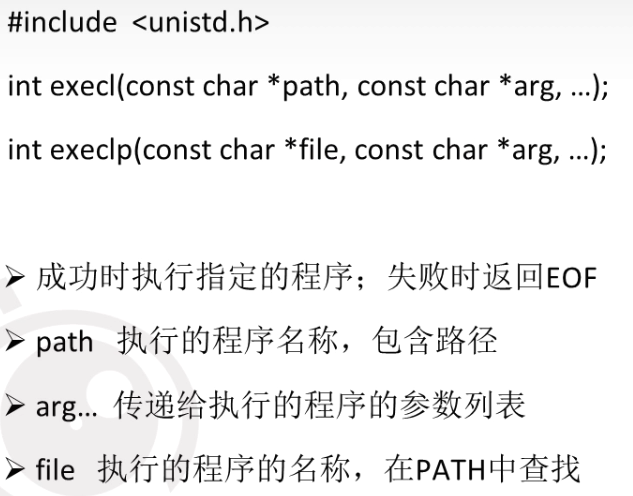 #include <unistd.h>
int execl(const char *path, const char *arg, …);
int execlp(const char *file, const char *arg, …);
➢ 成功时执行指定的程序；失败时返回EOF
➢ path 执行的程序名称，包含路径
➢ arg… 传递给执行的程序的参数列表
➢ file 执行的程序的名称，在PATH中查找